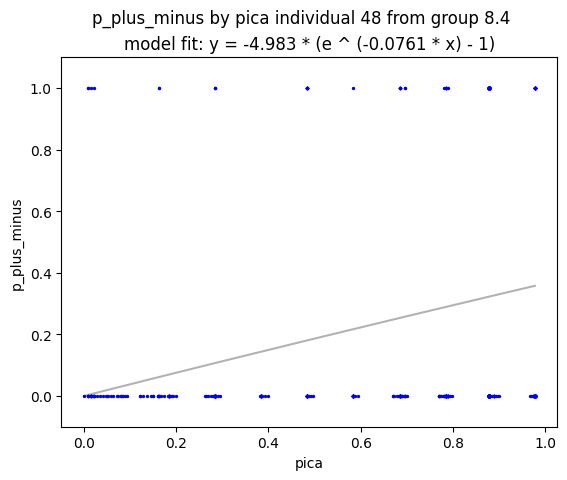 p_plus_minus by pica individual 48 from group 8.4
model fit: y = -4.983 * (e ^ (-0.0761 * x) - 1)
1.0
0.8
0.6
0.4
0.2
0.0
p_plus_minus
0.0 0.2 0.4 0.6 0.8 1.0
pica